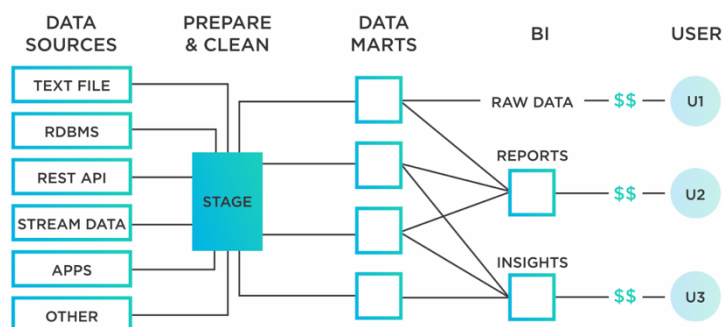 DATA
SOURCES
PREPARE
& CLEAN
DATA
MARTS
BI
USER
TEXT FILE
RDBMS
REST API
STREAM DATA
APPS
OTHER
STAGE
RAW DATA
REPORTS
INSIGHTS
$$
$$
$$
U1
U2
U3